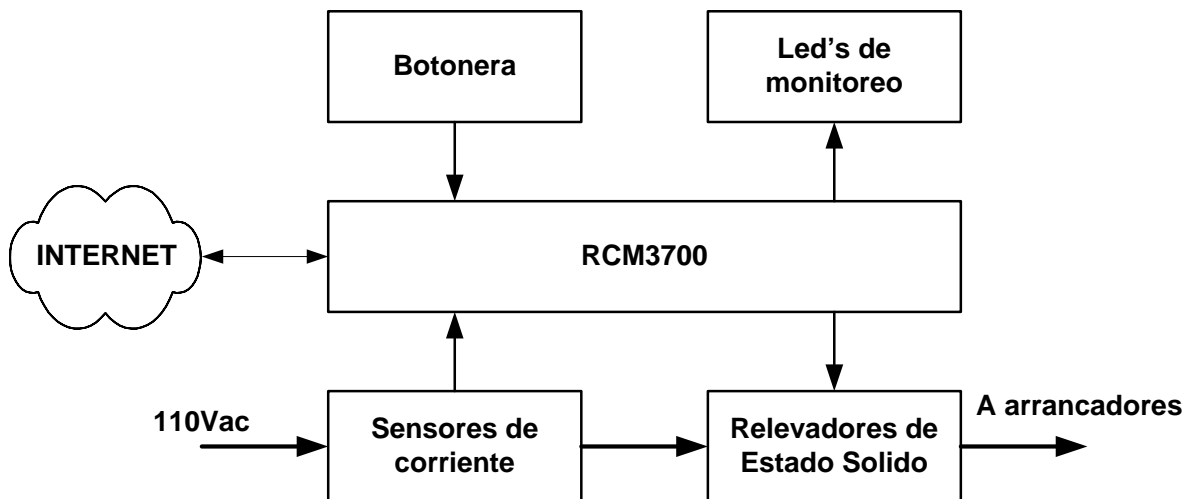 Botonera
Led's de
monitoreo
INTERNET
RCM3700
110Vac
Sensores de
corriente
Relevadores de
Estado Solido
A arrancadores